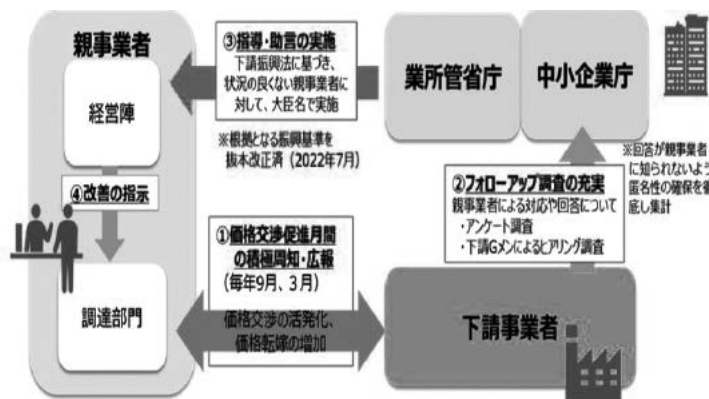 親事業者
経営陣
④改善の指示
調達部門
③指導・助言の実施
下請振興法に基づき、
状況の良くない親事業者に
対して、大臣名で実施
※根拠となる振興基準を
抜本改正済（2022年7月）
業所管省庁
中小企業庁
※回答が親事業者
に知られないよう
匿名性の確保を徹
底し集計
②フォローアップ調査の充実
親事業者による対応や回答について
・アンケート調査
・下請Gメンによるヒアリング調査
①価格交渉促進月間
の積極周知・広報
（毎年9月、3月）
価格交渉の活発化、
価格転嫁の増加
下請事業者